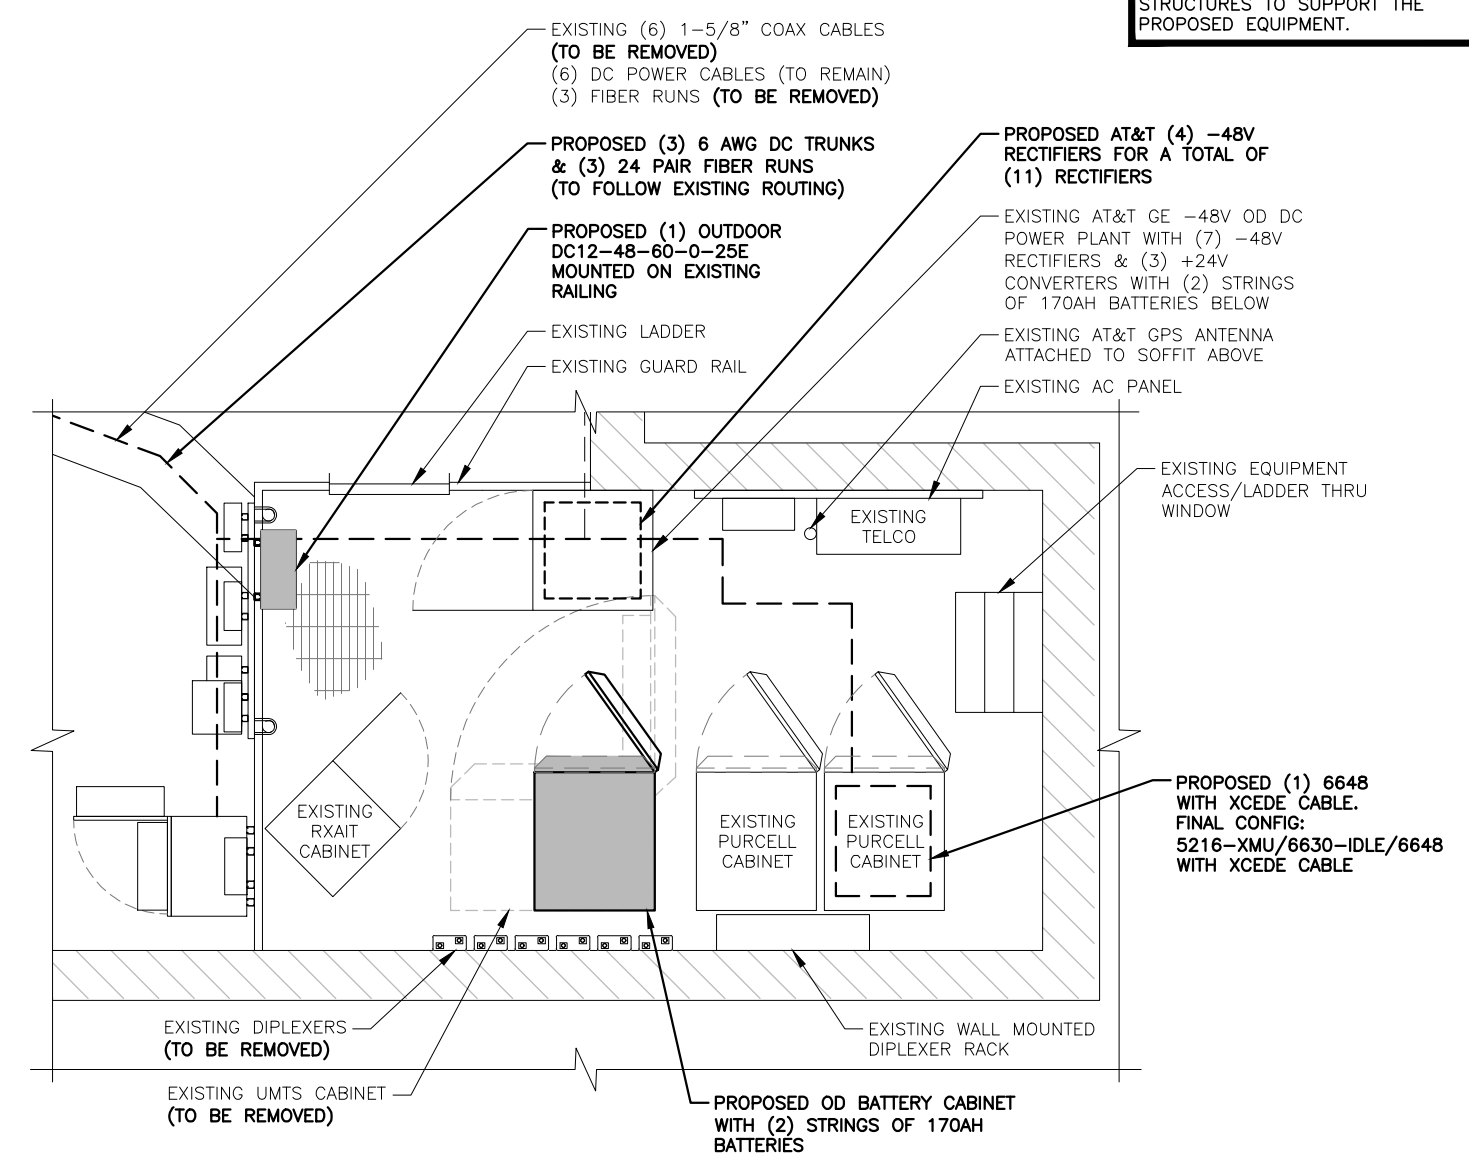 STRUCTURES TO SUPPORT THE
PROPOSED EQUIPMENT.
EXISTING (6) 1-5/8" COAX CABLES
(TO BE REMOVED)
(6) DC POWER CABLES (TO REMAIN)
(3) FIBER RUNS (TO BE REMOVED)
PROPOSED (3) 6 AWG DC TRUNKS
& (3) 24 PAIR FIBER RUNS
(TO FOLLOW EXISTING ROUTING)
PROPOSED (1) OUTDOOR
DC12-48-60-0-25E
MOUNTED ON EXISTING
RAILING
EXISTING LADDER
EXISTING GUARD RAIL
PROPOSED AT&T (4) -48V
RECTIFIERS FOR A TOTAL OF
(11) RECTIFIERS
EXISTING AT&T GE -48V OD DC
POWER PLANT WITH (7) -48V
RECTIFIERS & (3) +24V
CONVERTERS WITH (2) STRINGS
OF 170AH BATTERIES BELOW
EXISTING AT&T GPS ANTENNA
ATTACHED TO SOFFIT ABOVE
EXISTING AC PANEL
EXISTING EQUIPMENT
ACCESS/LADDER THRU
WINDOW
EXISTING
TELCO
EXISTING
RXAIT
CABINET
EXISTING
PURCELL
CABINET
EXISTING
PURCELL
CABINET
PROPOSED (1) 6648
WITH XCEDE CABLE.
FINAL CONFIG:
5216-XMU/6630-IDLE/6648
WITH XCEDE CABLE
EXISTING DIPLEXERS
(TO BE REMOVED)
EXISTING UMTS CABINET
(TO BE REMOVED)
EXISTING WALL MOUNTED
DIPLEXER RACK
PROPOSED OD BATTERY CABINET
WITH (2) STRINGS OF 170AH
BATTERIES